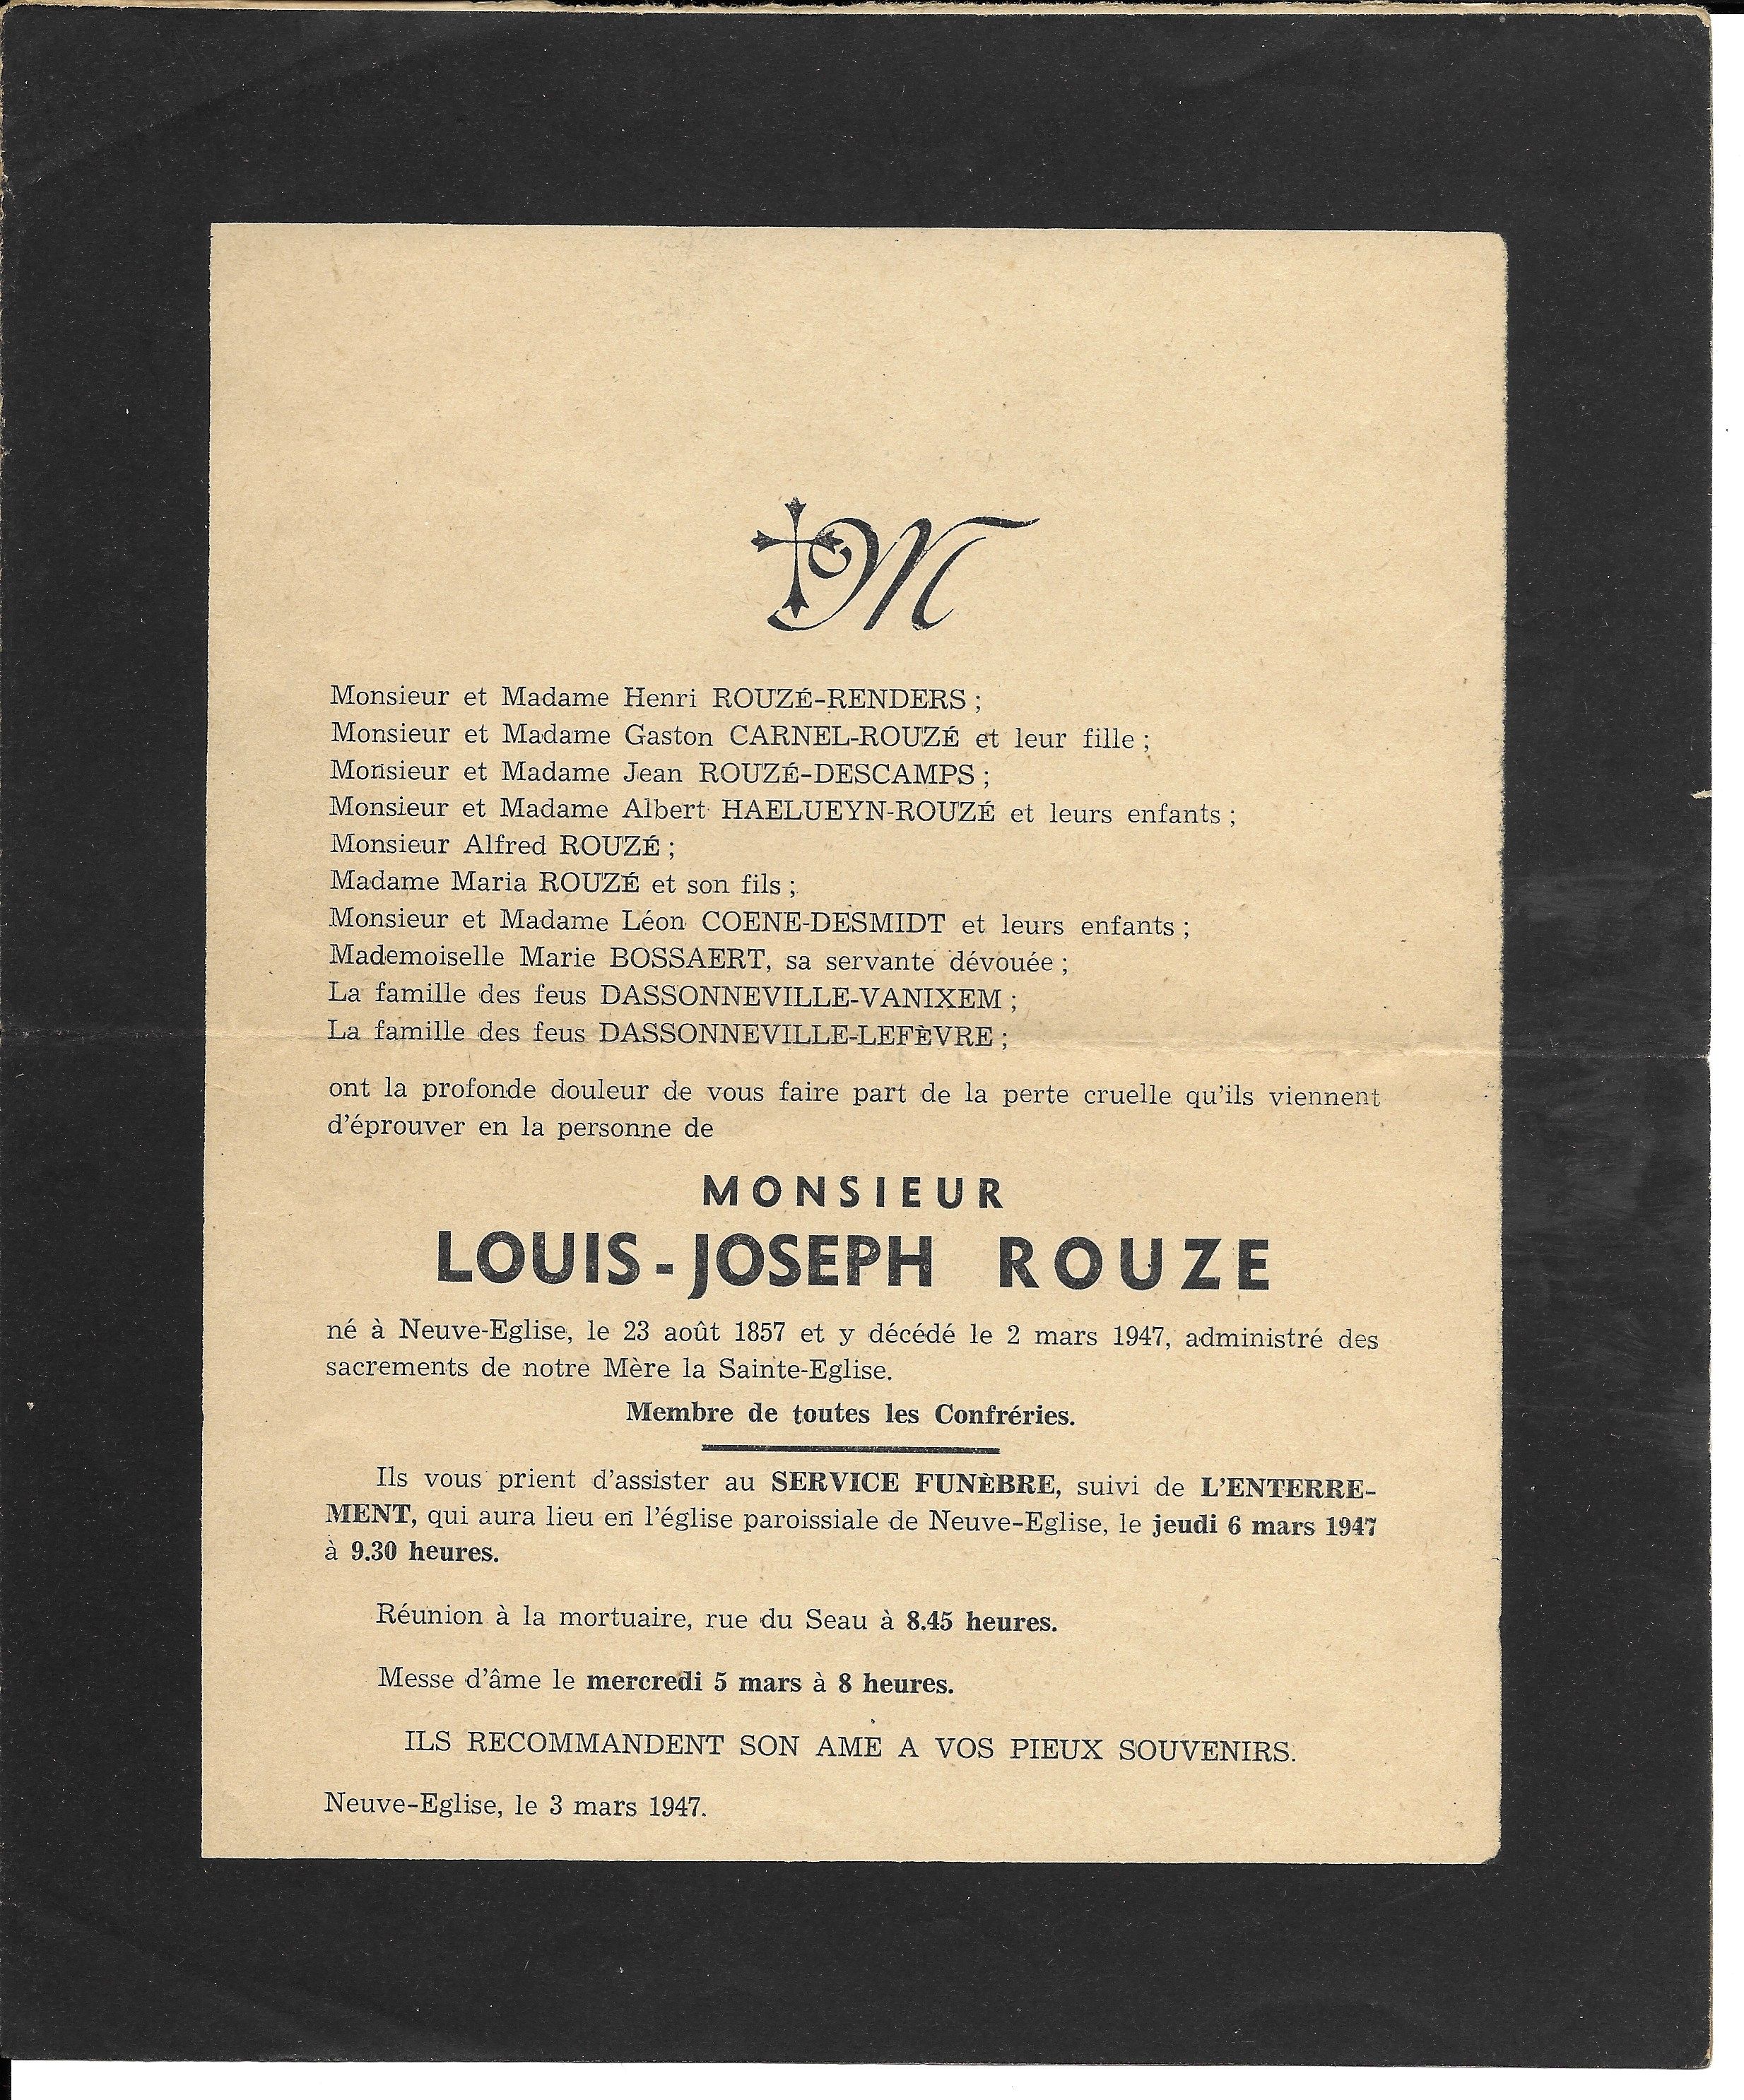 M
Monsieur et Madame Henri ROUZÉ-RENDERS ;
Monsieur et Madame Gaston CARNEL-ROUZÉ et leur fille ;
Monsieur et Madame Jean ROUZÉ-DESCAMPS ;
Monsieur et Madame Albert HAELUEYN-ROUZÉ et leurs enfants ;
Monsieur Alfred ROUZÉ ;
Madame Maria ROUZÉ et son fils ;
Monsieur et Madame Léon COENE-DESMIDT et leurs enfants ;
Mademoiselle Marie BOSSAERT, sa servante dévouée ;
La famille des feus DASSONNEVILLE-VANIXEM ;
La famille des feus DASSONNEVILLE-LEFÈVRE ;
ont la profonde douleur de vous faire part de la perte cruelle qu'ils viennent
d'éprouver en la personne de
MONSIEUR
LOUIS-JOSEPH ROUZE
né à Neuve-Eglise, le 23 août 1857 et y décédé le 2 mars 1947, administré des
sacrements de notre Mère la Sainte-Eglise.
Membre de toutes les Confréries.
Ils vous prient d'assister au SERVICE FUNÈBRE, suivi de L'ENTERRE-
MENT, qui aura lieu en l'église paroissiale de Neuve-Eglise, le jeudi 6 mars 1947
à 9.30 heures.
Réunion à la mortuaire, rue du Seau à 8.45 heures.
Messe d'âme le mercredi 5 mars à 8 heures.
ILS RECOMMANDENT SON AME A VOS PIEUX SOUVENIRS.
Neuve-Eglise, le 3 mars 1947.